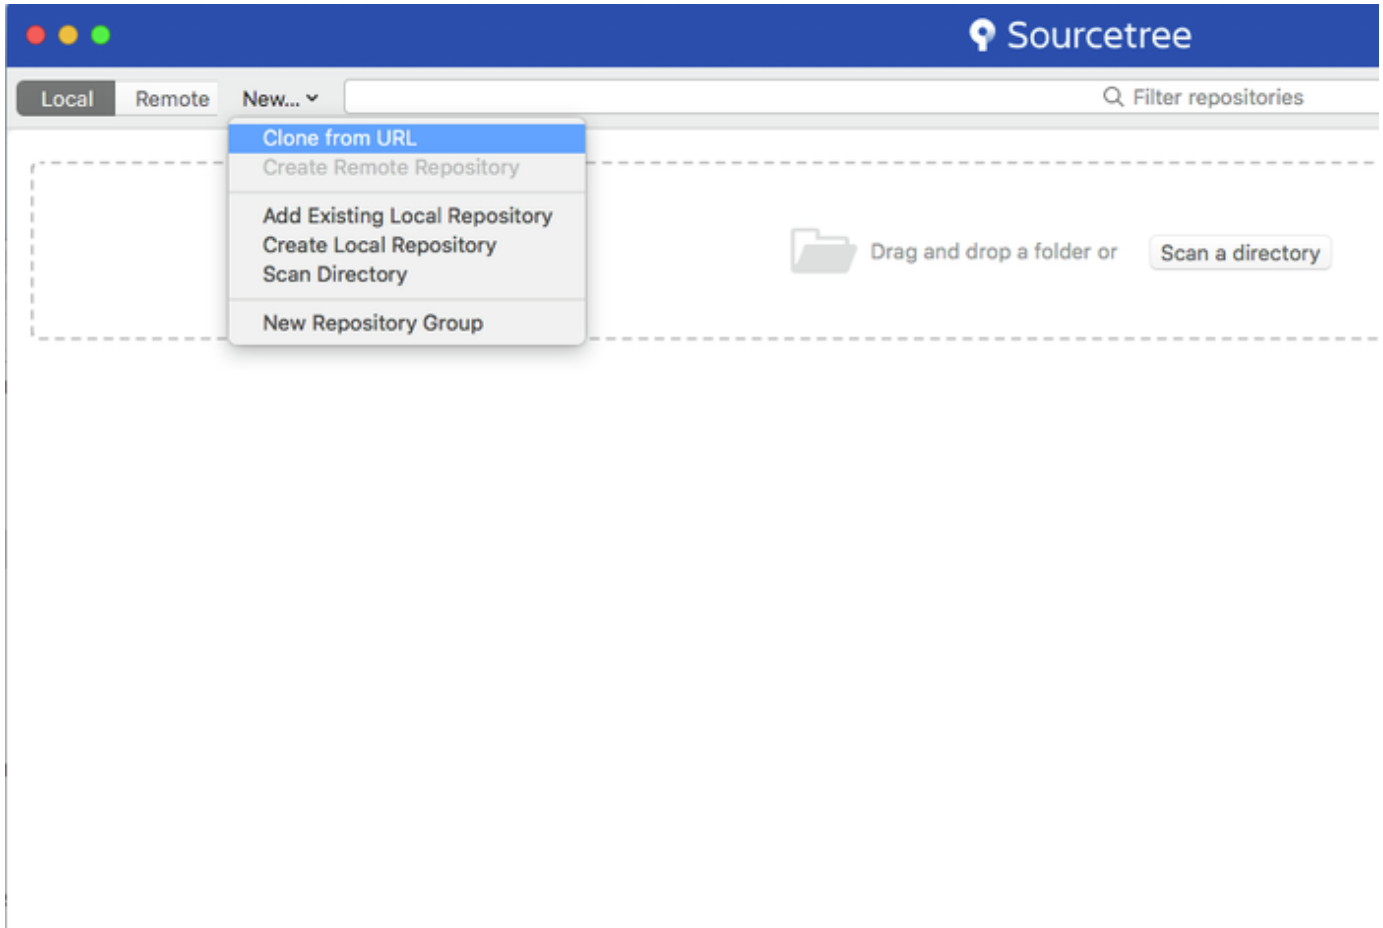 Sourcetree
Local Remote New... Filter repositories
Clone from URL
Create Remote Repository
Add Existing Local Repository
Create Local Repository
Scan Directory
New Repository Group
Drag and drop a folder or Scan a directory